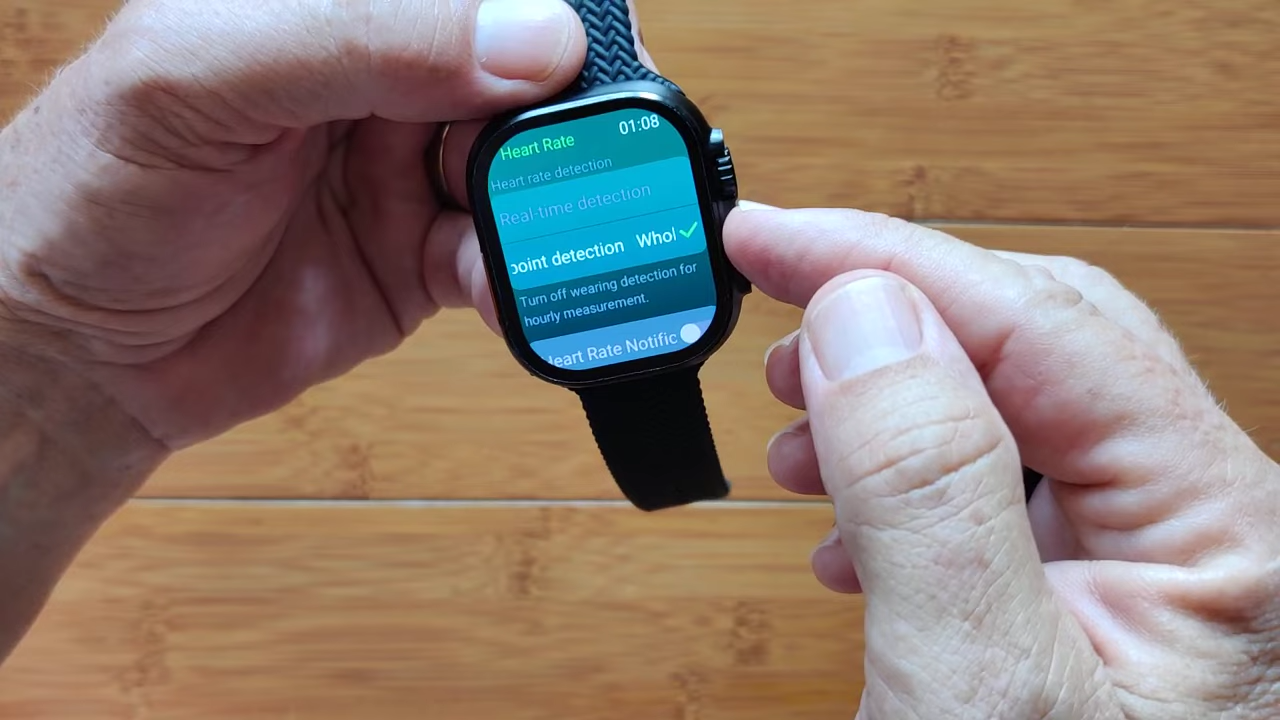 01:08
Heart Rate
Heart rate detection
Real-time detection
point detection Whol
Turn off wearing detection for
hourly measurement.
Heart Rate Notific